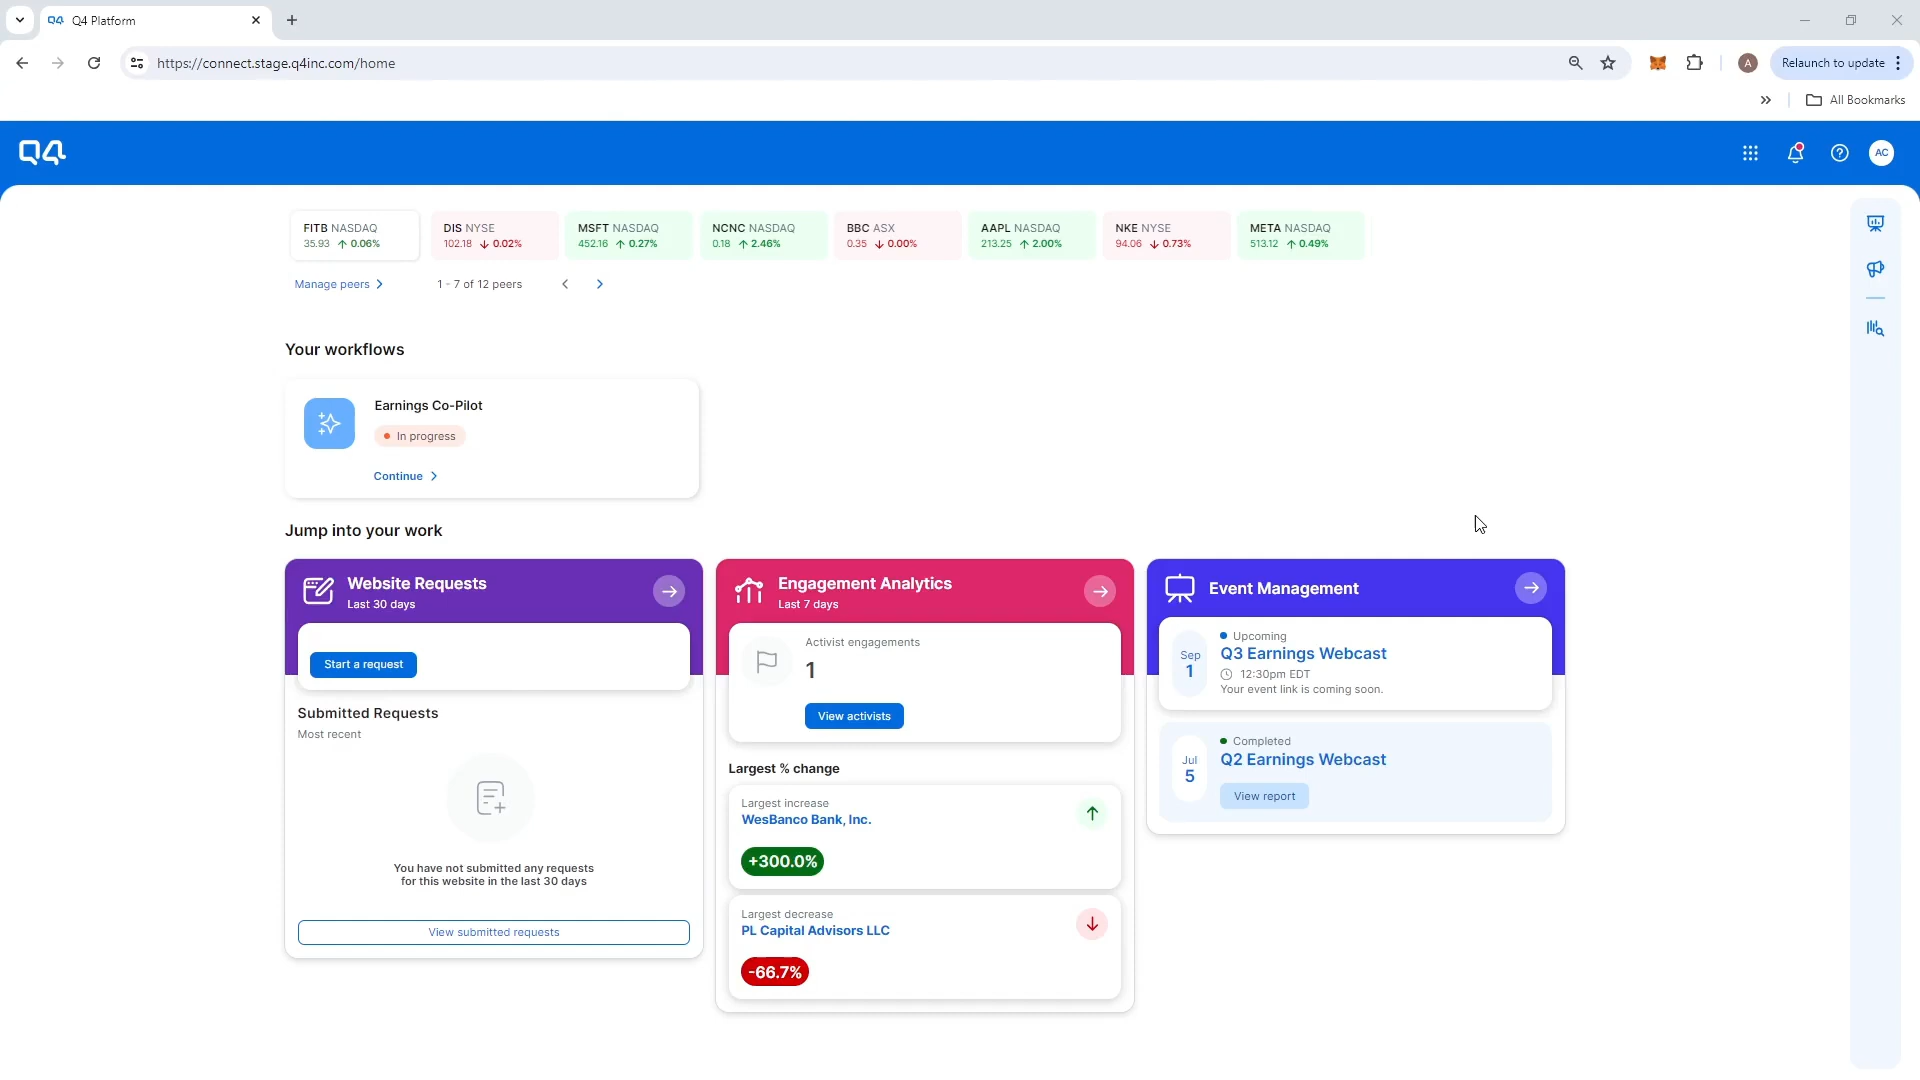 Q4 Platform
https://connect.stage.q4inc.com/home
A
Relaunch to update
All Bookmarks
Q4
AC
FITB NASDAQ
35.93 ↑ 0.06%
DIS NYSE
102.18 ↓ 0.02%
MSFT NASDAQ
452.16 ↑ 0.27%
NCNC NASDAQ
0.18 ↑ 2.46%
BBC ASX
0.35 ↓ 0.00%
AAPL NASDAQ
213.25 ↑ 2.00%
NKE NYSE
94.06 ↓ 0.73%
META NASDAQ
513.12 ↑ 0.49%
Manage peers
1 - 7 of 12 peers
Your workflows
Earnings Co-Pilot
In progress
Continue
Jump into your work
Website Requests
Last 30 days
Start a request
Submitted Requests
Most recent
You have not submitted any requests
for this website in the last 30 days
View submitted requests
Engagement Analytics
Last 7 days
Activist engagements
1
View activists
Largest % change
Largest increase
WesBanco Bank, Inc.
+300.0%
Largest decrease
PL Capital Advisors LLC
-66.7%
Event Management
Sep
1
Upcoming
Q3 Earnings Webcast
12:30pm EDT
Your event link is coming soon.
Jul
5
Completed
Q2 Earnings Webcast
View report